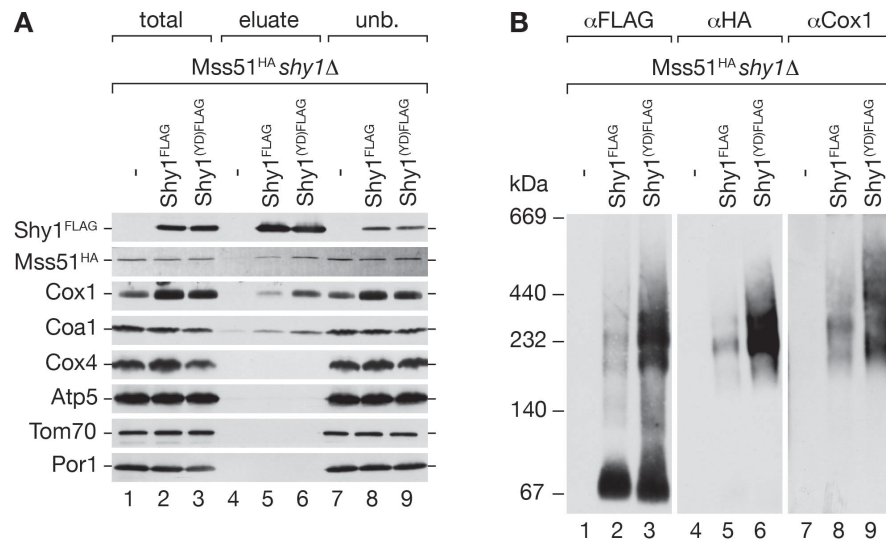 A
total eluate unb.
Mss51HA shy1Δ
- Shy1FLAG Shy1(YD)FLAG - Shy1FLAG Shy1(YD)FLAG - Shy1FLAG Shy1(YD)FLAG
Shy1FLAG
Mss51HA
Cox1
Coa1
Cox4
Atp5
Tom70
Por1
1 2 3 4 5 6 7 8 9
B
αFLAG αHA αCox1
Mss51HA shy1Δ
- Shy1FLAG Shy1(YD)FLAG - Shy1FLAG Shy1(YD)FLAG - Shy1FLAG Shy1(YD)FLAG
kDa
669
440
232
140
67
1 2 3 4 5 6 7 8 9